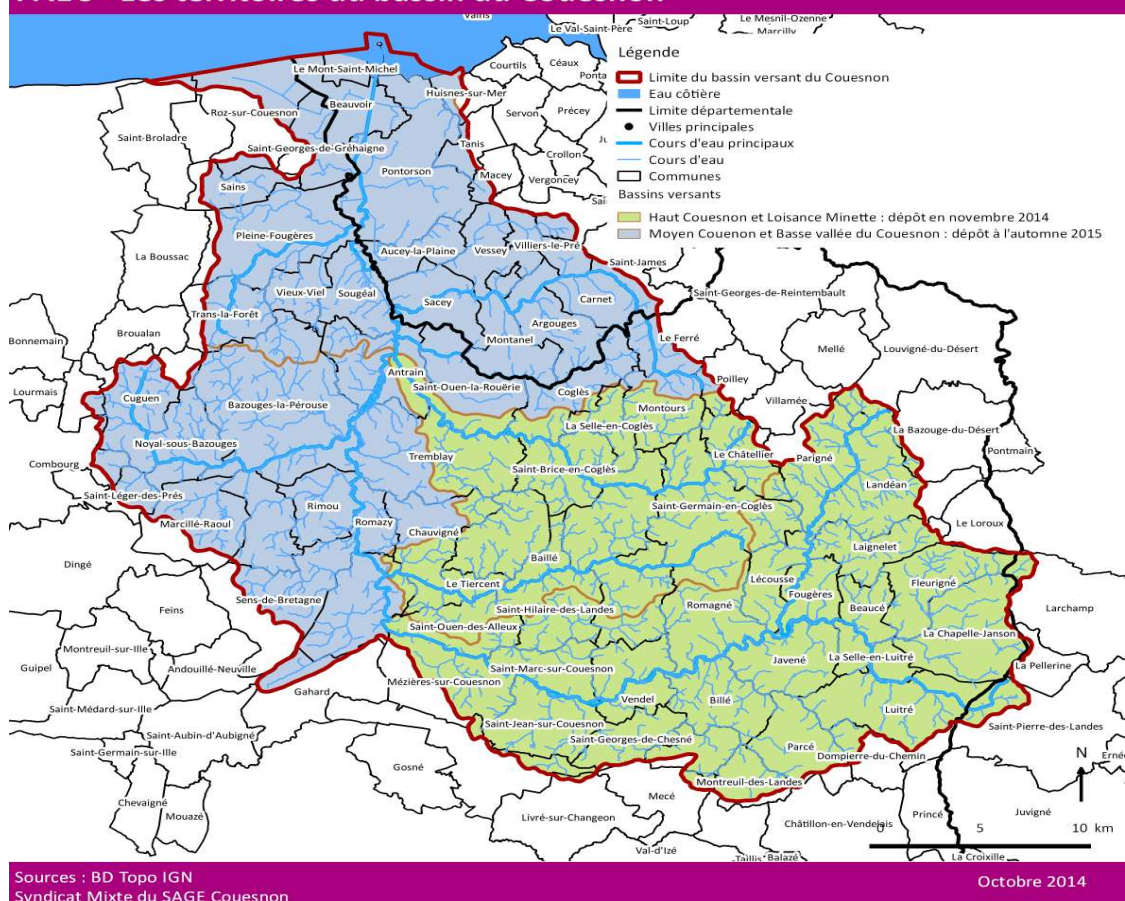 Vains
Saint-Loup
Le Mesnil-Ozenne
Le Val-Saint-Père
Marcilly
Légende
Limite du bassin versant du Couesnon
Eau côtière
Limite départementale
Villes principales
Cours d'eau principaux
Cours d'eau
Communes
Bassins versants
Haut Couesnon et Loisance Minette : dépôt en novembre 2014
Moyen Couenon et Basse vallée du Couesnon : dépôt à l'automne 2015
Le Mont-Saint-Michel
Courtils
Céaux
Beauvoir
Huisnes-sur-Mer
Roz-sur-Couesnon
Servon
Précey
Saint-Broladre
Saint-Georges-de-Gréhaigne
Tanis
Crollon
Pontorson
Macey
Vergoncey
Sains
Pleine-Fougères
Aucey-la-Plaine
Vessey
Villiers-le-Pré
La Boussac
Saint-James
Vieux-Viel
Sougéal
Sacey
Carnet
Saint-Georges-de-Reintembault
Trans-la-Forêt
Argouges
Broualan
Bonnemain
Montanel
Le Ferré
Mellé
Louvigné-du-Désert
Antrain
Saint-Ouen-la-Rouërie
Poilley
Lourmais
Cuguen
Coglès
Villamée
Bazouges-la-Pérouse
Montours
La Selle-en-Coglès
La Bazouge-du-Désert
Noyal-sous-Bazouges
Tremblay
Le Châtellier
Parigné
Pontmain
Combourg
Saint-Brice-en-Coglès
Landéan
Saint-Léger-des-Prés
Rimou
Saint-Germain-en-Coglès
Marcillé-Raoul
Romazy
Chauvigné
Le Loroux
Baillé
Laignelet
Dingé
Le Tiercent
Lécousse
Fleurigné
Sens-de-Bretagne
Fougères
Feins
Saint-Hilaire-des-Landes
Romagné
Beaucé
Larchamp
Saint-Ouen-des-Alleux
La Chapelle-Janson
Montreuil-sur-Ille
Guipel
Andouillé-Neuville
Saint-Marc-sur-Couesnon
Javené
La Selle-en-Luitré
La Pellerine
Mézières-sur-Couesnon
Gahard
Vendel
Billé
Saint-Médard-sur-Ille
Luitré
Saint-Jean-sur-Couesnon
Saint-Pierre-des-Landes
Saint-Aubin-d'Aubigné
Saint-Georges-de-Chesné
Parcé
Saint-Germain-sur-Ille
Dompierre-du-Chemin
N
Gosné
Montreuil-des-Landes
Mecé
Chevaigné
Mouazé
Livré-sur-Changeon
Châtillon-en-Vendelais
Princé
Juvigné
0 5 10 km
Val-d'Izé
Taillis
Balazé
La Croixille
Sources : BD Topo IGN
Syndicat Mixte du SAGE Couesnon
Octobre 2014